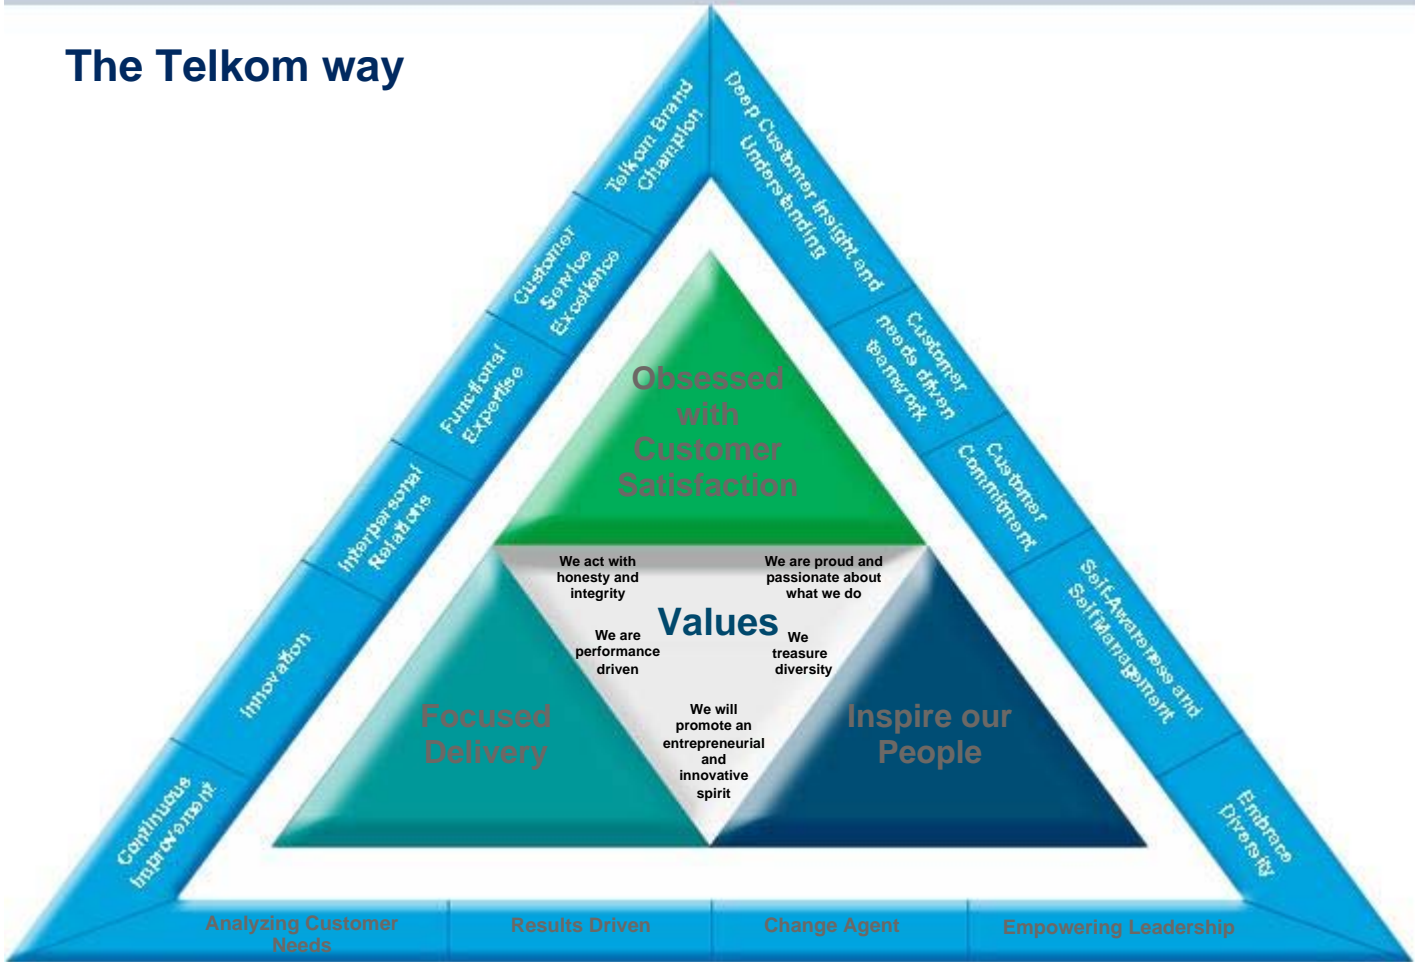 The Telkom way
Telkom Brand
Champion
Customer
Service
Excellence
Functional
Expertise
Interpersonal
Relations
Innovation
Continuous
Improvement
Deep Customer Insight and
Understanding
Customer
needs driven
teamwork
Customer
Commitment
Self-Awareness and
Self Management
Embrace
Diversity
Obsessed
with
Customer
Satisfaction
We act with
honesty and
integrity
We are proud and
passionate about
what we do
Values
We are
performance
driven
We
treasure
diversity
We will
promote an
entrepreneurial
and
innovative
spirit
Focused
Delivery
Inspire our
People
Analyzing Customer
Needs
Results Driven
Change Agent
Empowering Leadership